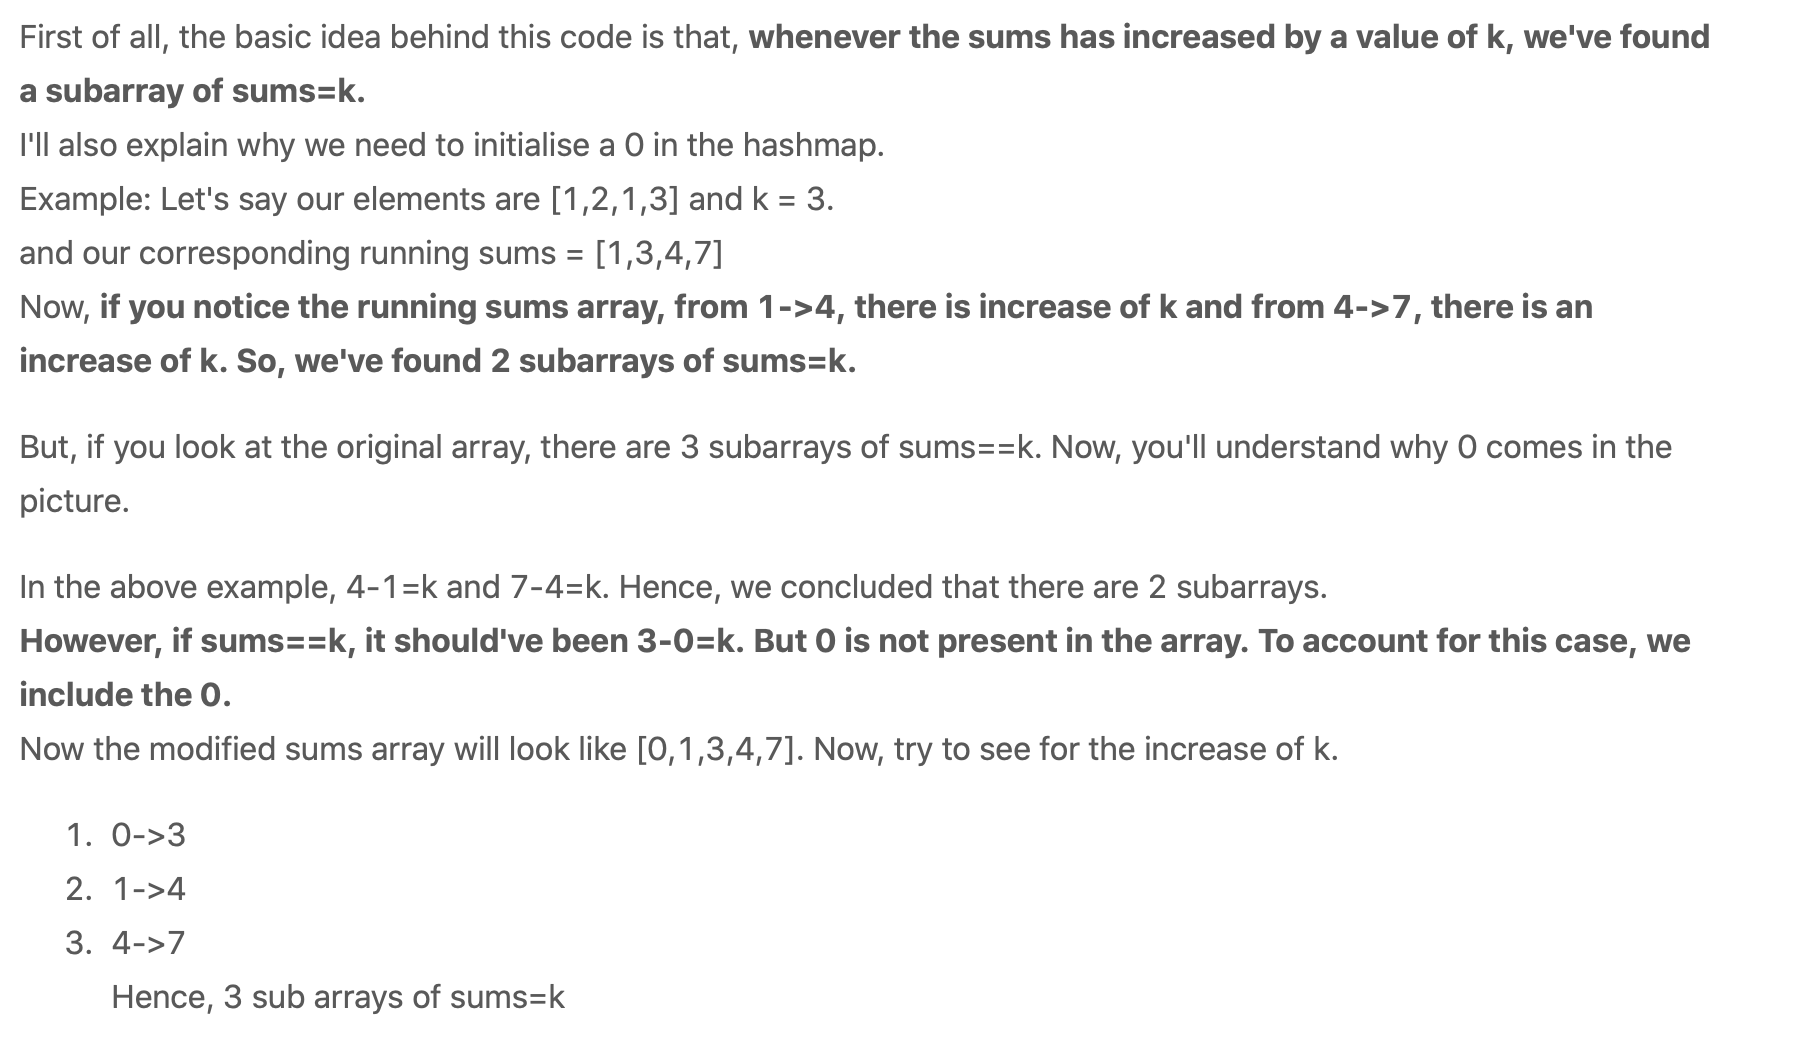 First of all, the basic idea behind this code is that, whenever the sums has increased by a value of k, we've found
a subarray of sums=k.
I'll also explain why we need to initialise a 0 in the hashmap.
Example: Let's say our elements are [1,2,1,3] and k = 3.
and our corresponding running sums = [1,3,4,7]
Now, if you notice the running sums array, from 1->4, there is increase of k and from 4->7, there is an
increase of k. So, we've found 2 subarrays of sums=k.
But, if you look at the original array, there are 3 subarrays of sums==k. Now, you'll understand why 0 comes in the
picture.
In the above example, 4-1=k and 7-4=k. Hence, we concluded that there are 2 subarrays.
However, if sums==k, it should've been 3-0=k. But 0 is not present in the array. To account for this case, we
include the 0.
Now the modified sums array will look like [0,1,3,4,7]. Now, try to see for the increase of k.
1. 0->3
2. 1->4
3. 4->7
Hence, 3 sub arrays of sums=k